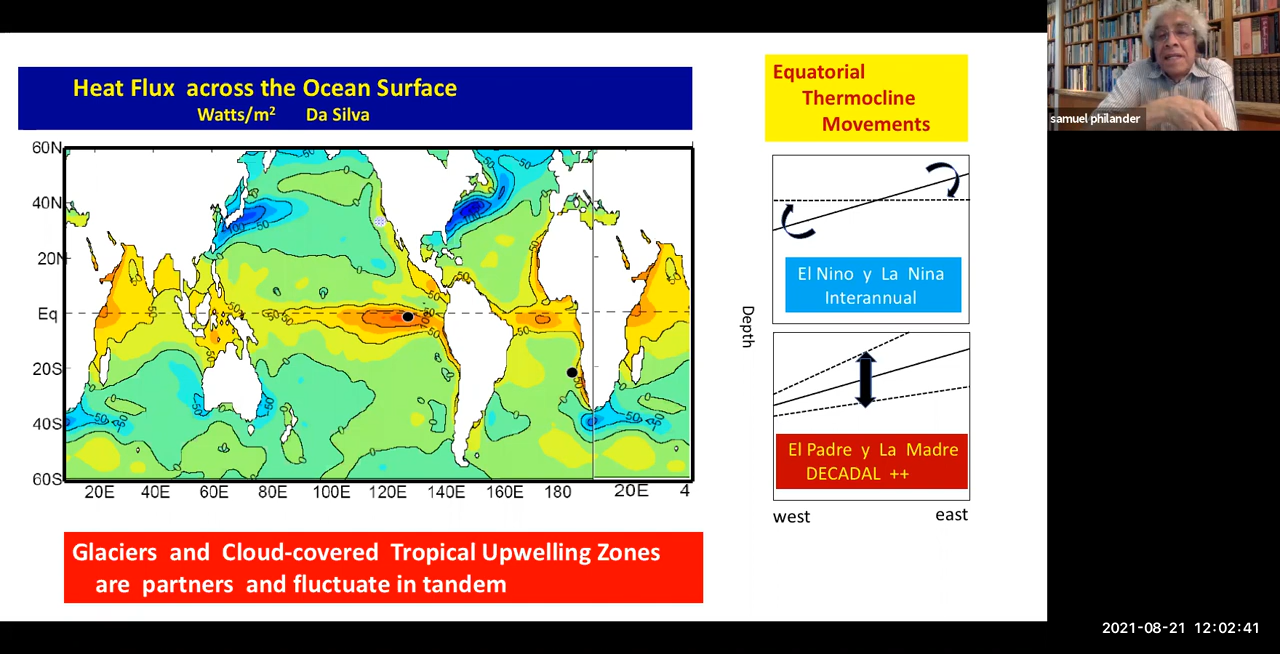 Heat Flux across the Ocean Surface
Watts/m² Da Silva
60N
40N
20N
Eq
20S
40S
60S
20E 40E 60E 80E 100E 120E 140E 160E 180 20E 4
Glaciers and Cloud-covered Tropical Upwelling Zones
are partners and fluctuate in tandem
Equatorial
Thermocline
Movements
Depth
El Nino y La Nina
Interannual
El Padre y La Madre
DECADAL ++
west east
samuel philander
2021-08-21 12:02:41